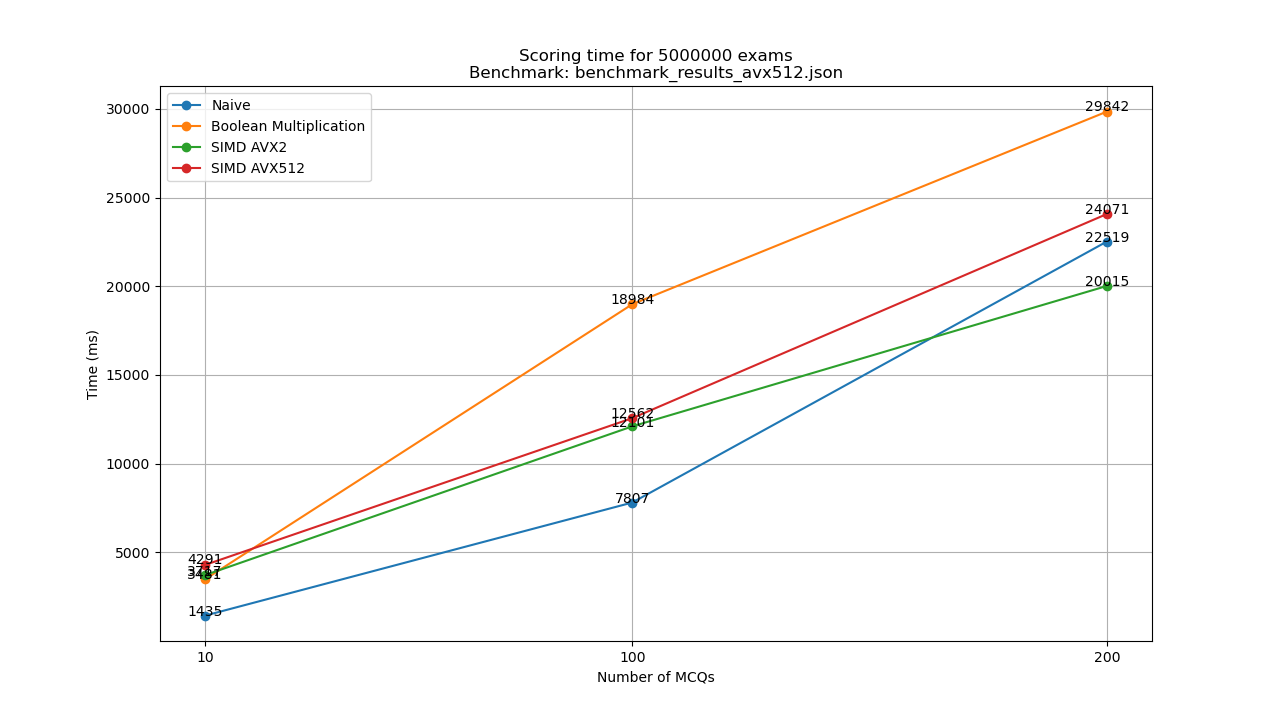 Scoring time for 5000000 exams
Benchmark: benchmark_results_avx512.json
Naive
Boolean Multiplication
SIMD AVX2
SIMD AVX512
30000
25000
20000
15000
10000
5000
Time (ms)
29842
24071
22519
20015
18984
12562
12101
7807
4291
1435
10
100
200
Number of MCQs